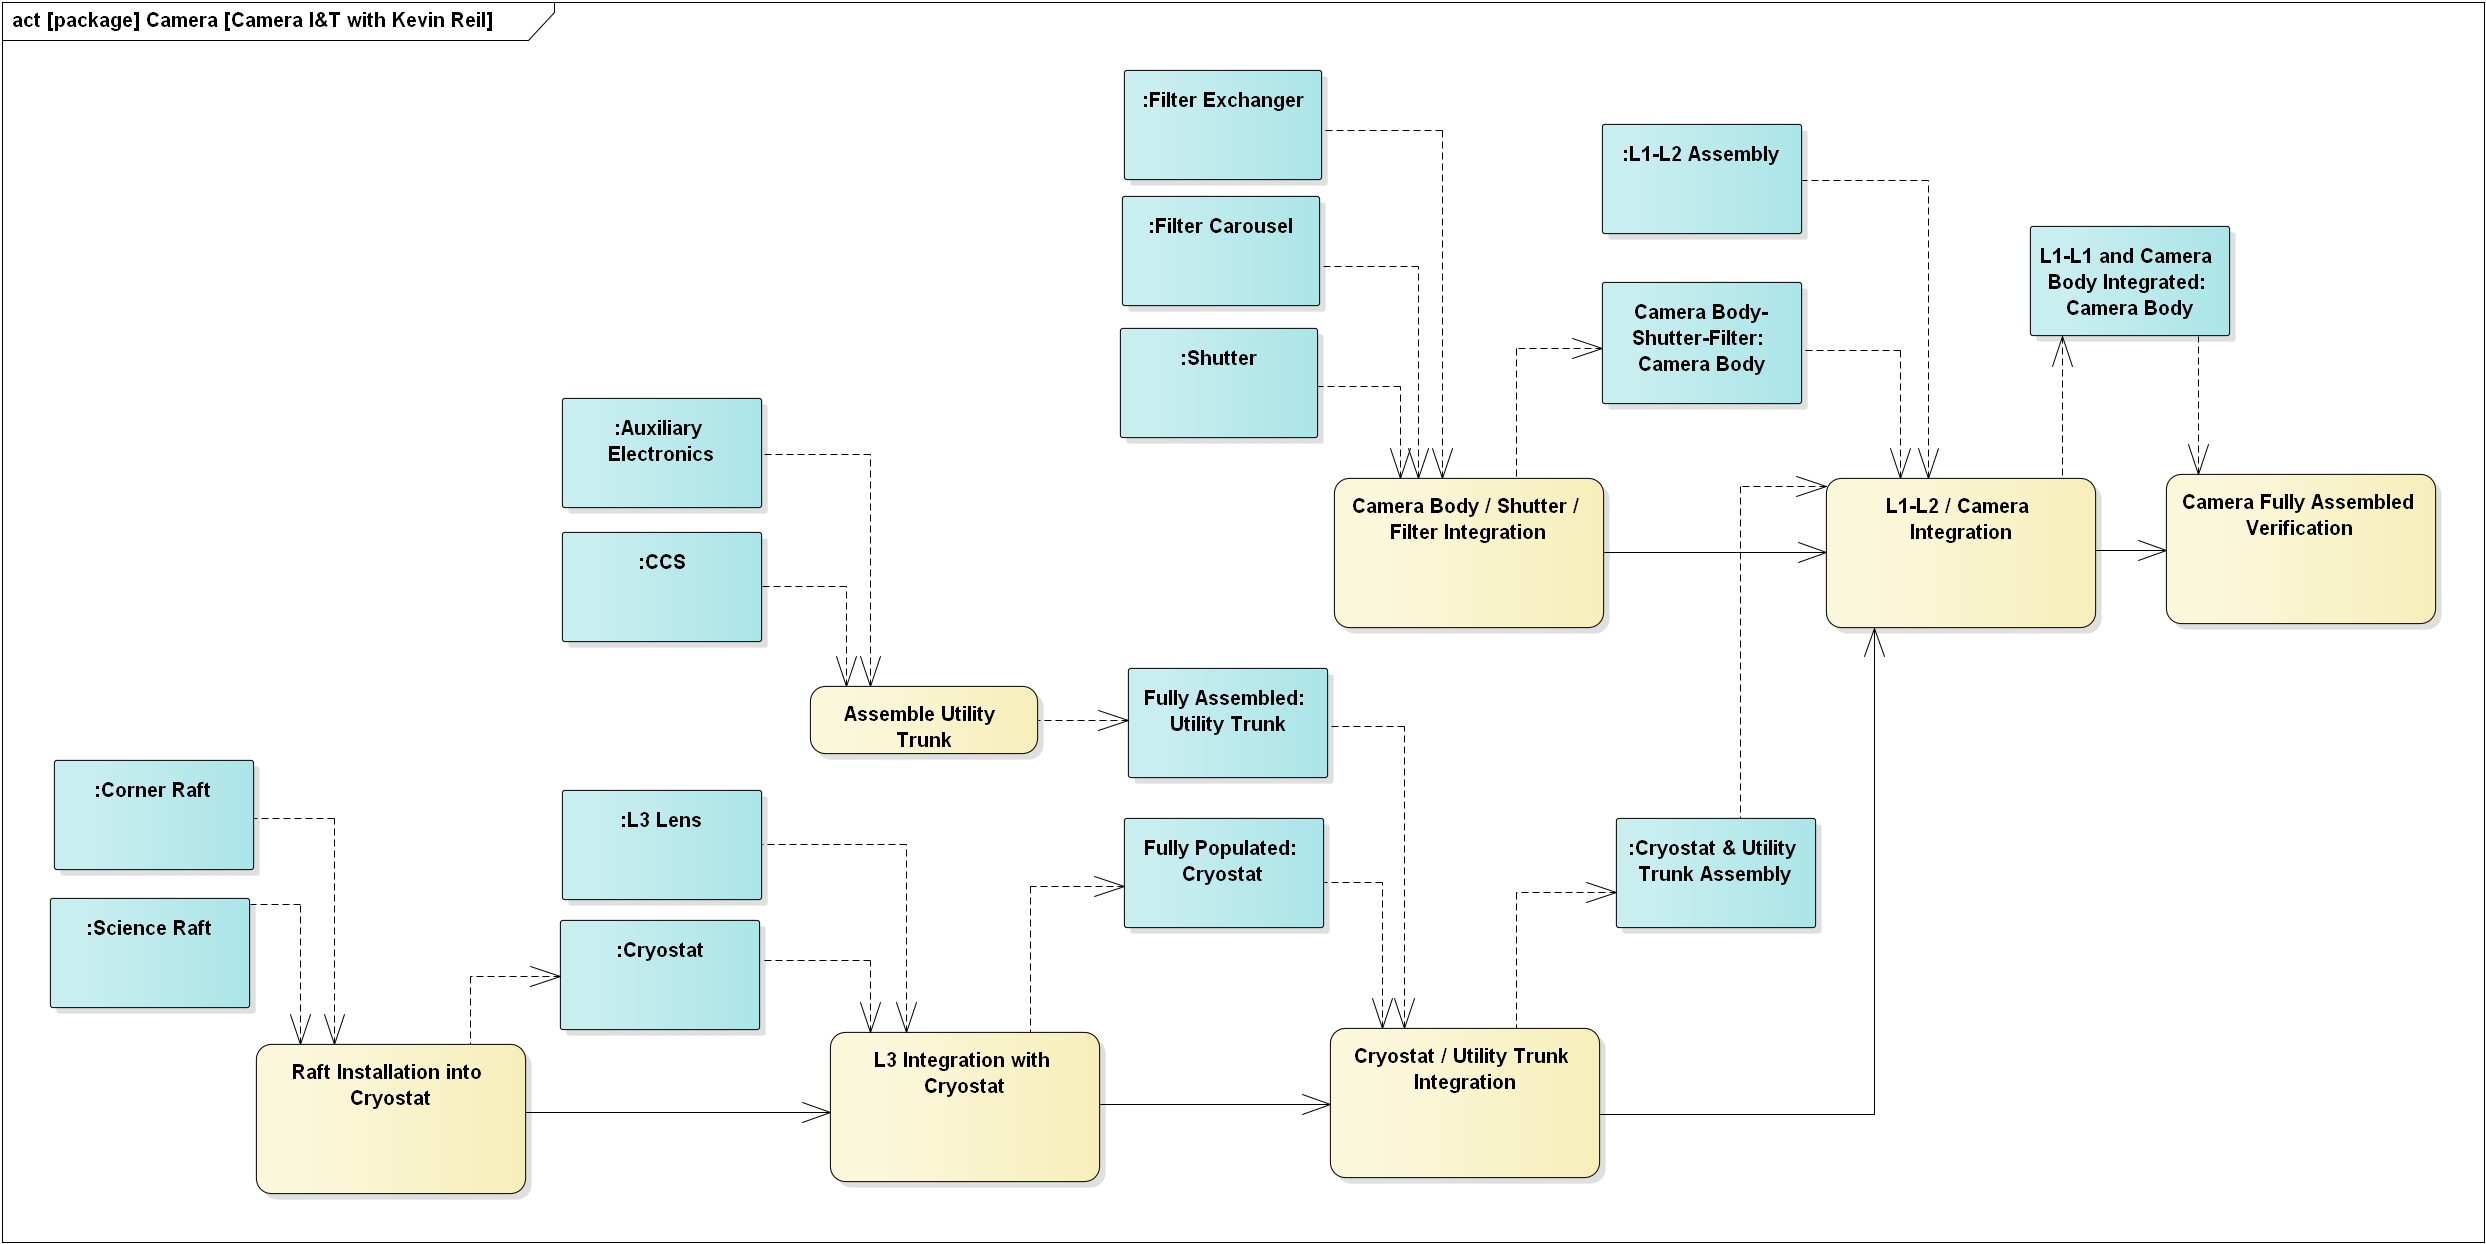 act [package] Camera [Camera I&T with Kevin Reil]
:Filter Exchanger
:L1-L2 Assembly
:Filter Carousel
L1-L1 and Camera
Body Integrated:
Camera Body
Camera Body-
Shutter-Filter:
Camera Body
:Shutter
:Auxiliary
Electronics
:CCS
Camera Body / Shutter /
Filter Integration
L1-L2 / Camera
Integration
Camera Fully Assembled
Verification
Assemble Utility
Trunk
Fully Assembled:
Utility Trunk
:Corner Raft
:L3 Lens
Fully Populated:
Cryostat
:Cryostat & Utility
Trunk Assembly
:Science Raft
:Cryostat
Raft Installation into
Cryostat
L3 Integration with
Cryostat
Cryostat / Utility Trunk
Integration